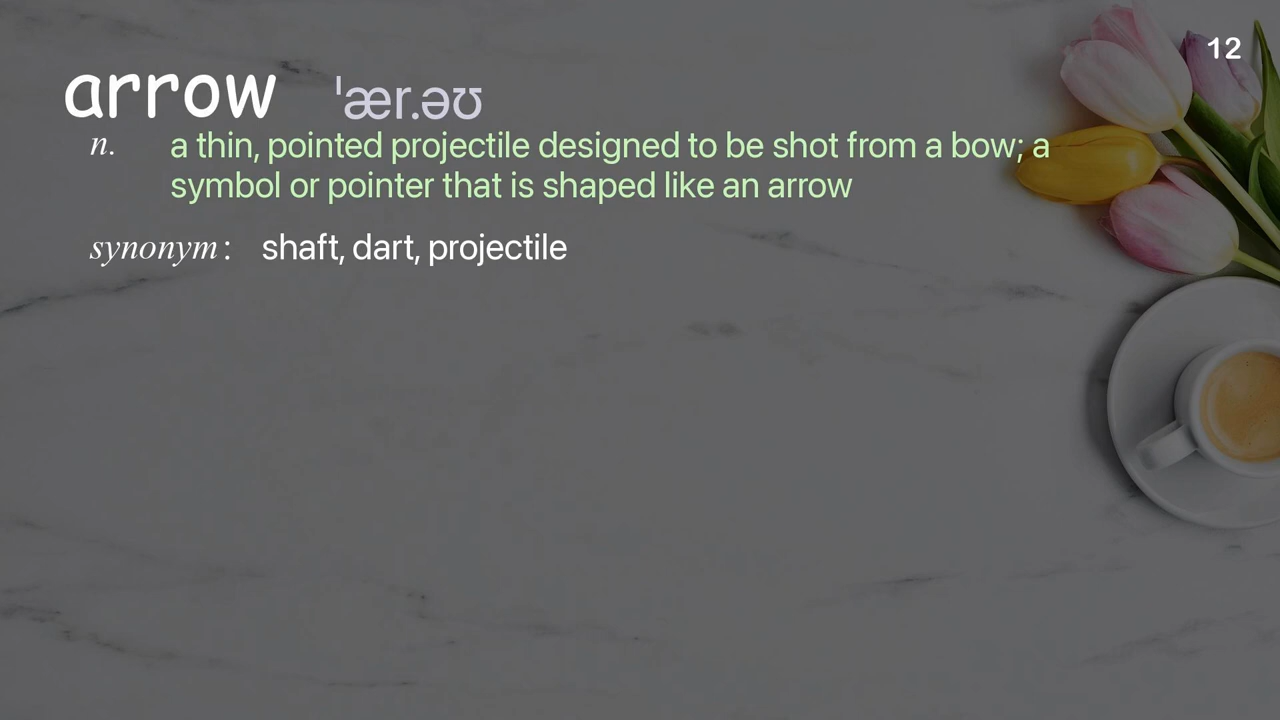 12
arrow ˈær.əʊ
n. a thin, pointed projectile designed to be shot from a bow; a
symbol or pointer that is shaped like an arrow
synonym: shaft, dart, projectile